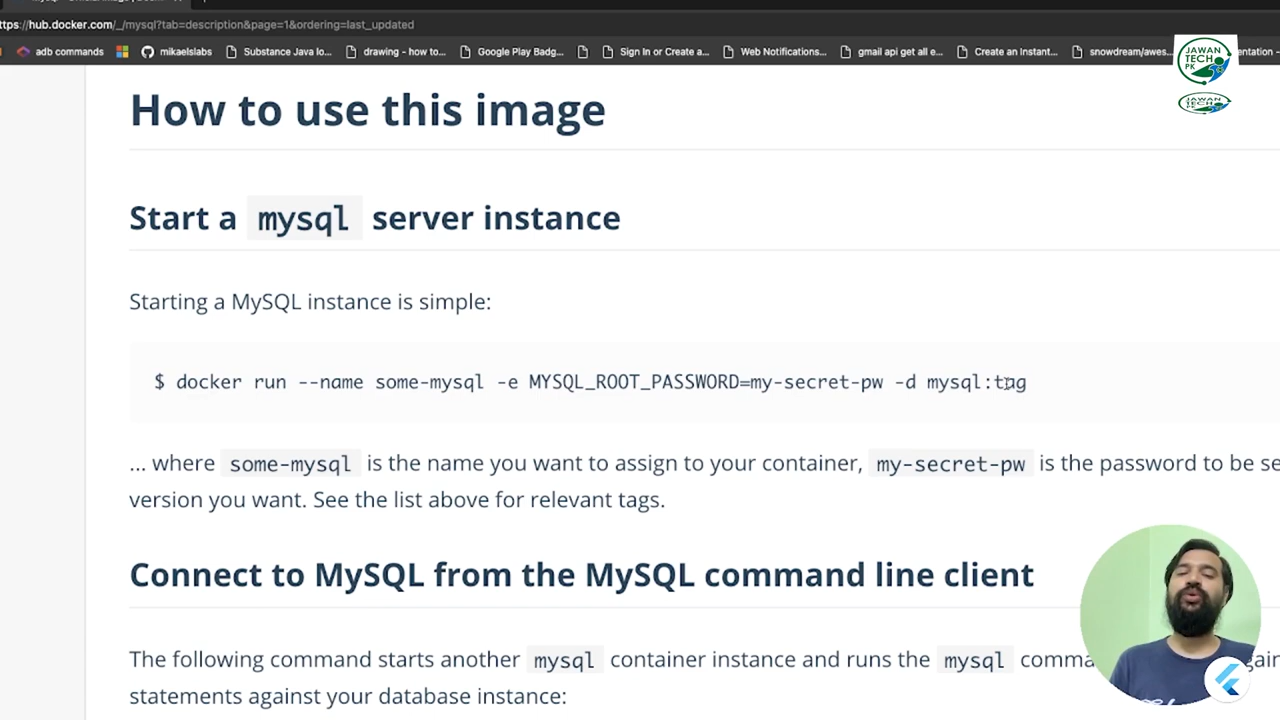 ttps://hub.docker.com/_/mysql?tab=description&page=1&ordering=last_updated
adb commands mikaelslabs Substance Java lo... drawing - how to... Google Play Badg... Sign In or Create a... Web Notifications... gmail api get all e... Create an Instant... snowdream/awes... entation -
JAWAN
TECH
PK
How to use this image
Start a mysql server instance
Starting a MySQL instance is simple:
$ docker run --name some-mysql -e MYSQL_ROOT_PASSWORD=my-secret-pw -d mysql:tag
... where some-mysql is the name you want to assign to your container, my-secret-pw is the password to be se
version you want. See the list above for relevant tags.
Connect to MySQL from the MySQL command line client
The following command starts another mysql container instance and runs the mysql comma gain
statements against your database instance: